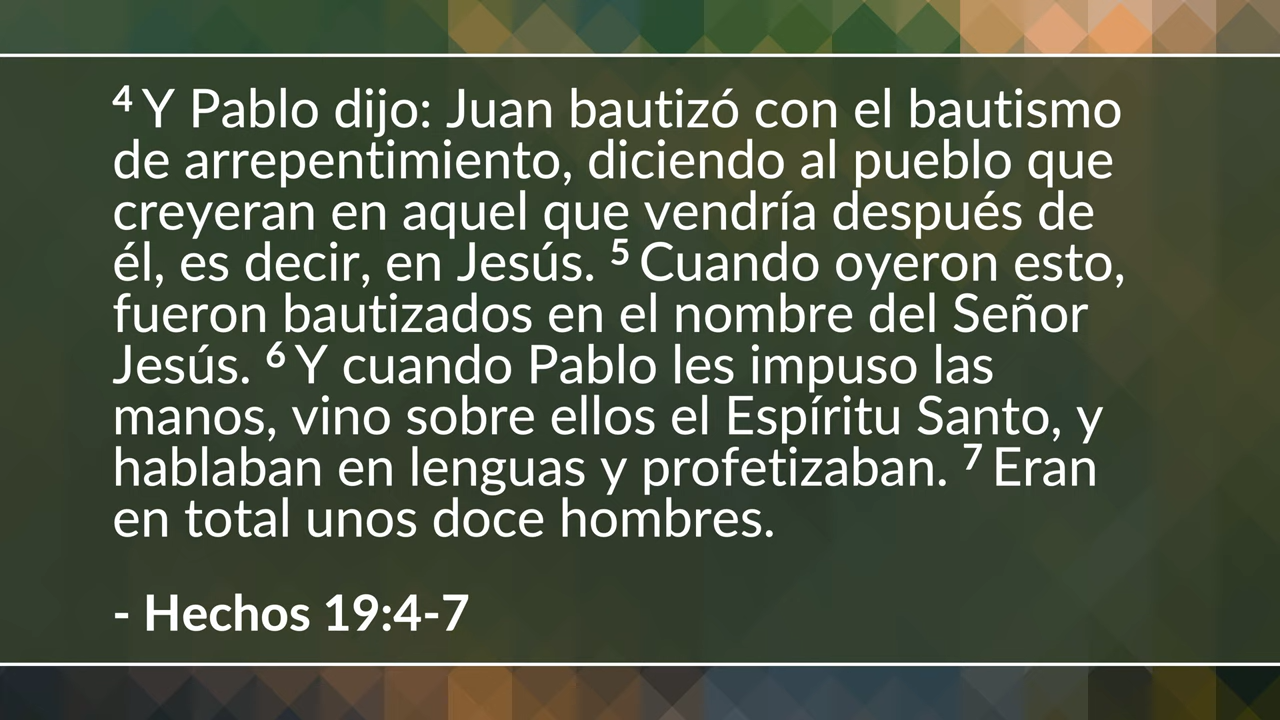 4 Y Pablo dijo: Juan bautizó con el bautismo
de arrepentimiento, diciendo al pueblo que
creyeran en aquel que vendría después de
él, es decir, en Jesús. 5 Cuando oyeron esto,
fueron bautizados en el nombre del Señor
Jesús. 6 Y cuando Pablo les impuso las
manos, vino sobre ellos el Espíritu Santo, y
hablaban en lenguas y profetizaban. 7 Eran
en total unos doce hombres.
- Hechos 19:4-7